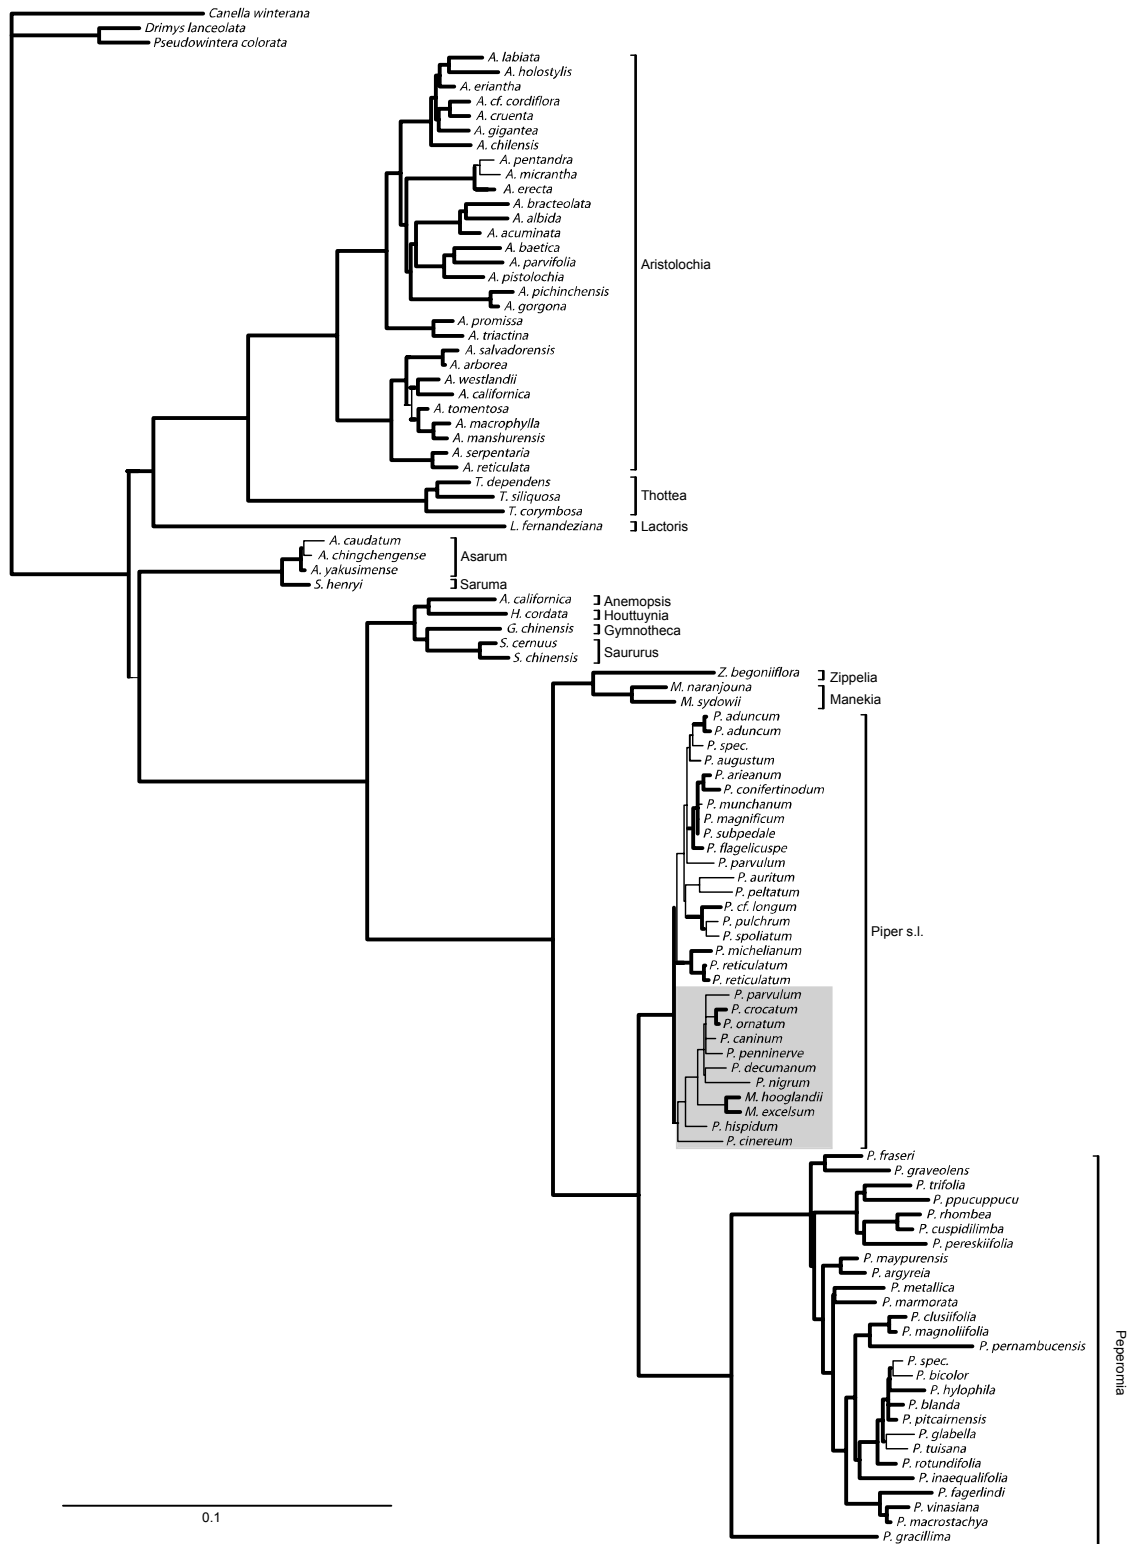 Canella winterana
Drimys lanceolata
Pseudowintera colorata
A. labiata
A. holostylis
A. eriantha
A. cf. cordiflora
A. cruenta
A. gigantea
A. chilensis
A. pentandra
A. micrantha
A. erecta
A. bracteolata
A. albida
A. acuminata
A. baetica
A. parvifolia
Aristolochia
A. pistolochia
A. pichinchensis
A. gorgona
A. promissa
A. triactina
A. salvadorensis
A. arborea
A. westlandii
A. californica
A. tomentosa
A. macrophylla
A. manshurensis
A. serpentaria
A. reticulata
T. dependens
T. siliquosa
Thottea
T. corymbosa
L. fernandeziana
Lactoris
A. caudatum
A. chingchengense
Asarum
A. yakusimense
S. henryi
Saruma
A. californica
Anemopsis
H. cordata
Houttuynia
G. chinensis
Gymnotheca
S. cernuus
Saururus
S. chinensis
Z. begoniiflora
Zippelia
M. naranjouna
Manekia
M. sydowii
P. aduncum
P. aduncum
P. spec.
P. augustum
P. arieanum
P. conifertinodum
P. munchanum
P. magnificum
P. subpedale
P. flagelicuspe
P. parvulum
P. auritum
P. peltatum
P. cf. longum
P. pulchrum
Piper s.l.
P. spoliatum
P. michelianum
P. reticulatum
P. reticulatum
P. parvulum
P. crocatum
P. ornatum
P. caninum
P. penninerve
P. decumanum
P. nigrum
M. hooglandii
M. excelsum
P. hispidum
P. cinereum
P. fraseri
P. graveolens
P. trifolia
P. ppucuppucu
P. rhombea
P. cuspidilimba
P. pereskiifolia
P. maypurensis
P. argyreia
P. metallica
P. marmorata
P. clusiifolia
P. magnoliifolia
P. pernambucensis
Peperomia
P. spec.
P. bicolor
P. hylophila
P. blanda
P. pitcairnensis
P. glabella
P. tuisana
P. rotundifolia
P. inaequalifolia
P. fagerlindi
P. vinasiana
P. macrostachya
P. gracillima
0.1